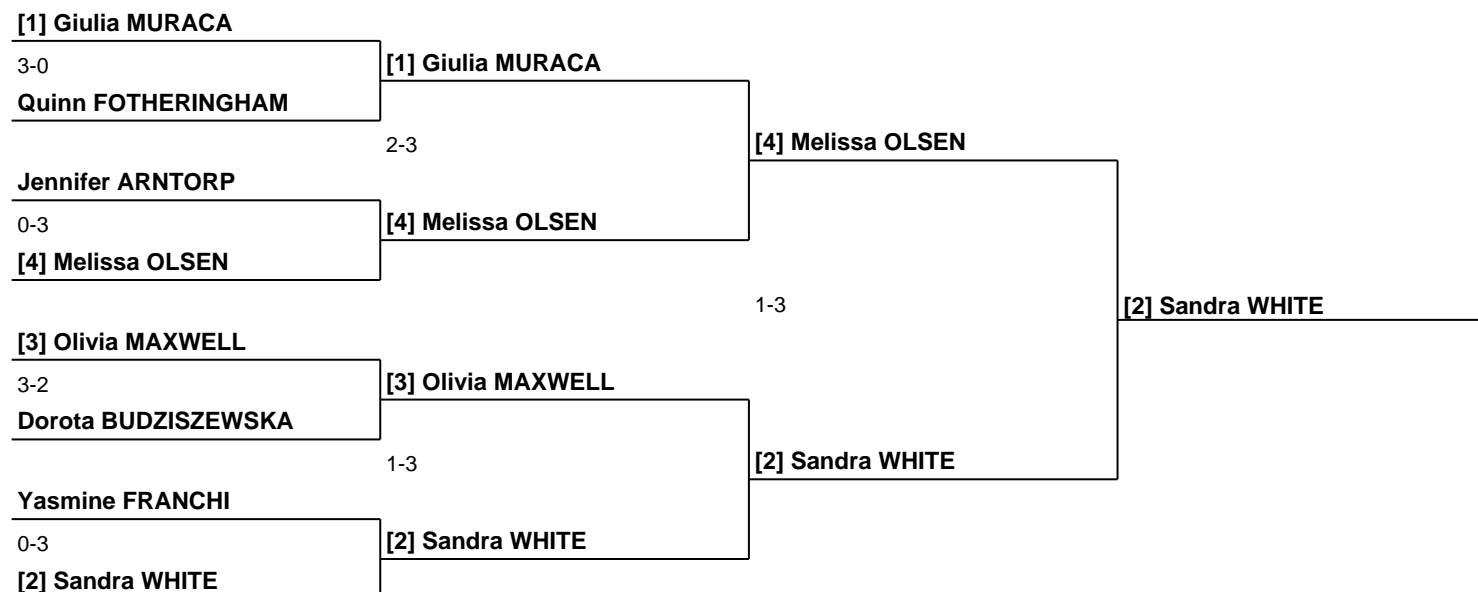 [1] Giulia MURACA
3-0
[1] Giulia MURACA
Quinn FOTHERINGHAM
2-3
[4] Melissa OLSEN
Jennifer ARNTORP
0-3
[4] Melissa OLSEN
[4] Melissa OLSEN
1-3
[2] Sandra WHITE
[3] Olivia MAXWELL
3-2
[3] Olivia MAXWELL
Dorota BUDZISZEWSKA
1-3
[2] Sandra WHITE
Yasmine FRANCHI
0-3
[2] Sandra WHITE
[2] Sandra WHITE